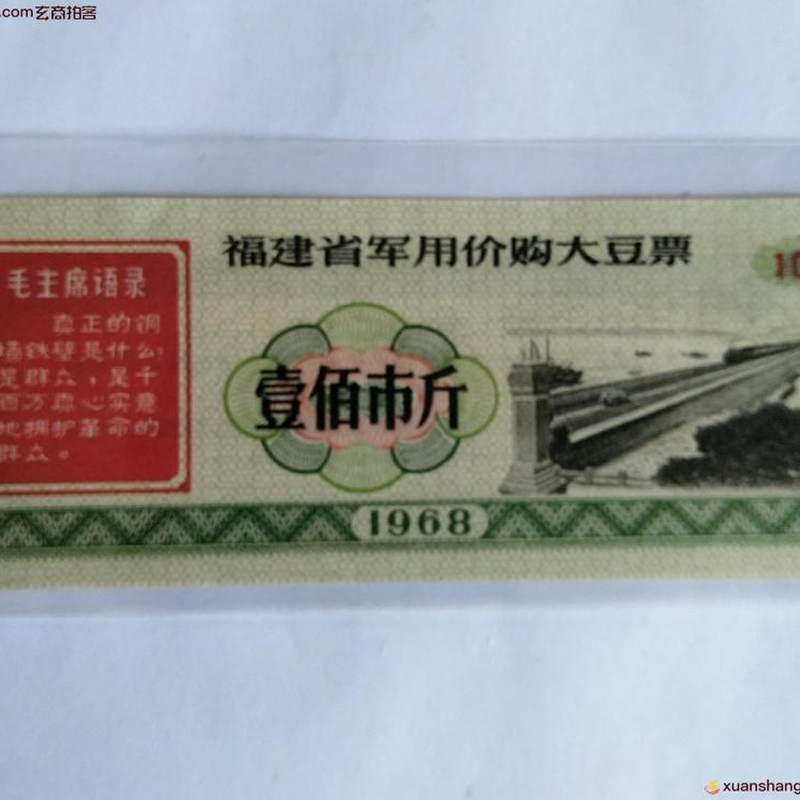 .com玄商拍客
福建省军用价购大豆票
10
毛主席语录
真正的铜
墙铁壁是什么?
是群众,是千
百万真心实意
地拥护革命的
群众。
壹佰市斤
1968
xuanshang